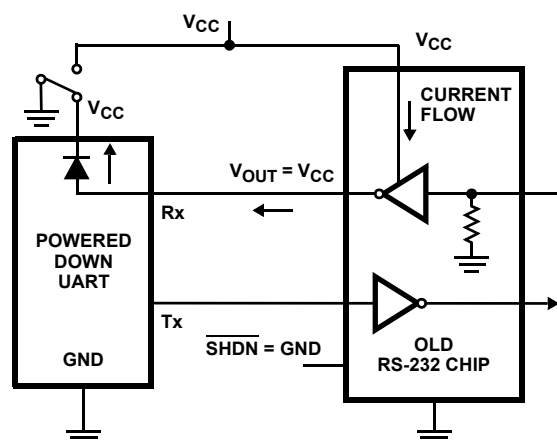 VCC
VCC
VCC
CURRENT
FLOW
VOUT = VCC
Rx
POWERED
DOWN
UART
Tx
SHDN = GND
GND
OLD
RS-232 CHIP